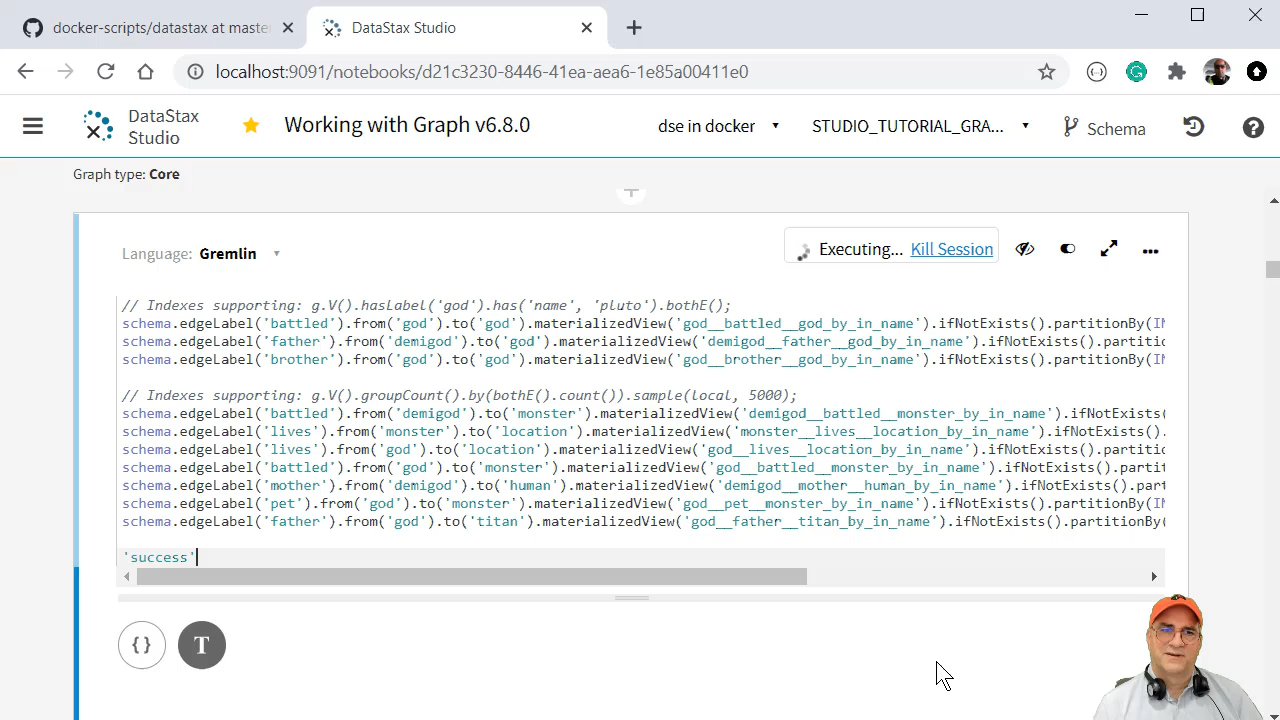 docker-scripts/datastax at master
DataStax Studio
localhost:9091/notebooks/d21c3230-8446-41ea-aea6-1e85a00411e0
DataStax
Studio
Working with Graph v6.8.0
dse in docker
STUDIO_TUTORIAL_GRA...
Schema
Graph type: Core
Language: Gremlin
Executing... Kill Session
// Indexes supporting: g.V().hasLabel('god').has('name', 'pluto').bothE();
schema.edgeLabel('battled').from('god').to('god').materializedView('god__battled__god_by_in_name').ifNotExists().partitionBy(IN
schema.edgeLabel('father').from('demigod').to('god').materializedView('demigod__father__god_by_in_name').ifNotExists().partitio
schema.edgeLabel('brother').from('god').to('god').materializedView('god__brother__god_by_in_name').ifNotExists().partitionBy(IN
// Indexes supporting: g.V().groupCount().by(bothE().count()).sample(local, 5000);
schema.edgeLabel('battled').from('demigod').to('monster').materializedView('demigod__battled__monster_by_in_name').ifNotExists(
schema.edgeLabel('lives').from('monster').to('location').materializedView('monster__lives__location_by_in_name').ifNotExists().
schema.edgeLabel('lives').from('god').to('location').materializedView('god__lives__location_by_in_name').ifNotExists().partitio
schema.edgeLabel('battled').from('god').to('monster').materializedView('god__battled__monster_by_in_name').ifNotExists().partit
schema.edgeLabel('mother').from('demigod').to('human').materializedView('demigod__mother__human_by_in_name').ifNotExists().part
schema.edgeLabel('pet').from('god').to('monster').materializedView('god__pet__monster_by_in_name').ifNotExists().partitionBy(IN
schema.edgeLabel('father').from('god').to('titan').materializedView('god__father__titan_by_in_name').ifNotExists().partitionBy(
'success'
{ } T